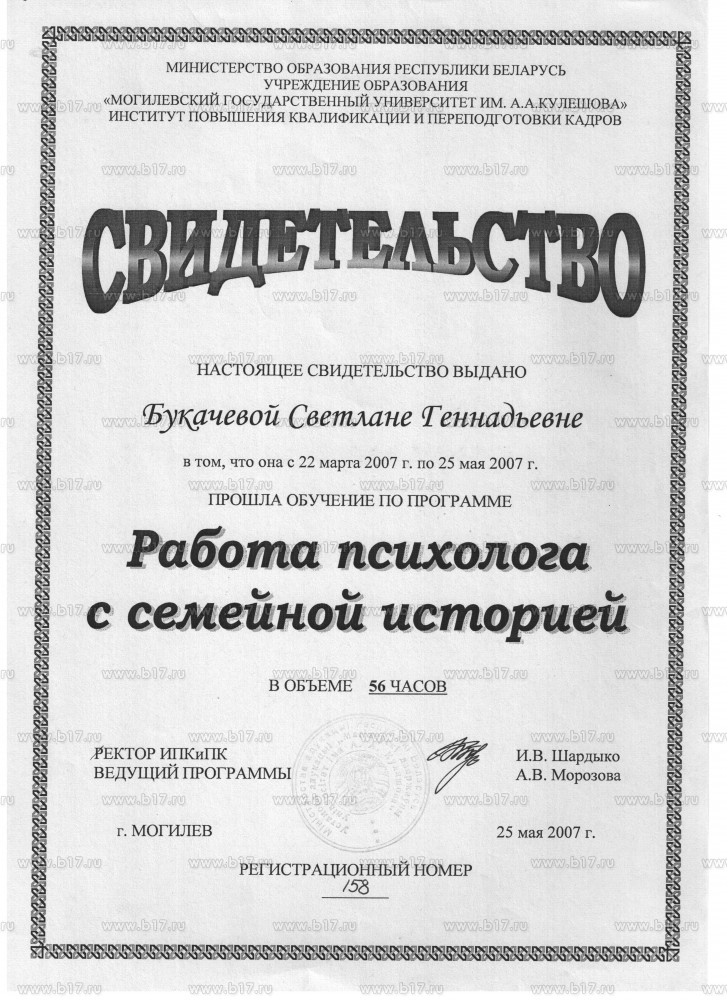 МИНИСТЕРСТВО ОБРАЗОВАНИЯ РЕСПУБЛИКИ БЕЛАРУСЬ
УЧРЕЖДЕНИЕ ОБРАЗОВАНИЯ
«МОГИЛЕВСКИЙ ГОСУДАРСТВЕННЫЙ УНИВЕРСИТЕТ ИМ. А.А.КУЛЕШОВА»
ИНСТИТУТ ПОВЫШЕНИЯ КВАЛИФИКАЦИИ И ПЕРЕПОДГОТОВКИ КАДРОВ
СВИДЕТЕЛЬСТВО
НАСТОЯЩЕЕ СВИДЕТЕЛЬСТВО ВЫДАНО
Букачевой Светлане Геннадьевне
в том, что она с 22 марта 2007 г. по 25 мая 2007 г.
ПРОШЛА ОБУЧЕНИЕ ПО ПРОГРАММЕ
Работа психолога
с семейной историей
В ОБЪЕМЕ 56 ЧАСОВ
РЕКТОР ИПКиПК И.В. Шардыко
ВЕДУЩИЙ ПРОГРАММЫ А.В. Морозова
г. МОГИЛЕВ 25 мая 2007 г.
РЕГИСТРАЦИОННЫЙ НОМЕР
158
www.b17.ru